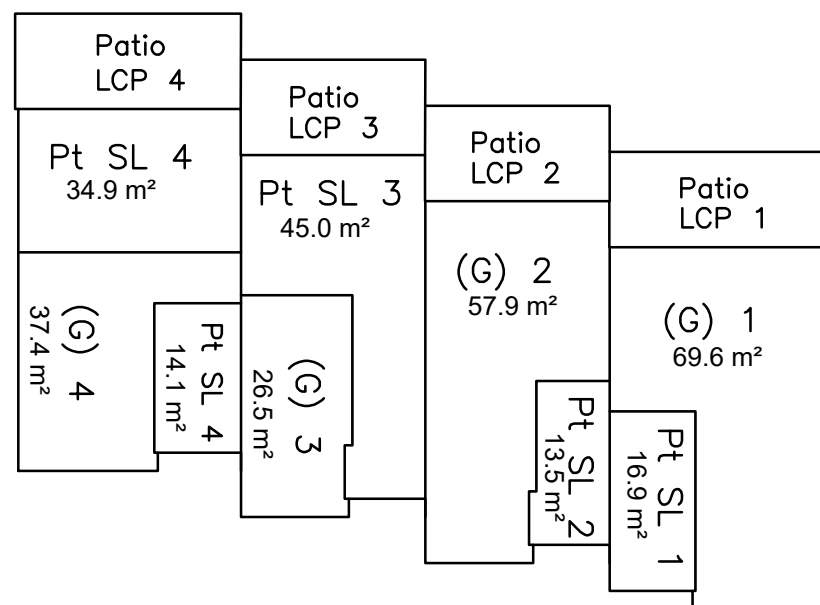 Patio
LCP 4
Pt SL 4
34.9 m²
(G) 4
37.4 m²
Pt SL 4
14.1 m²
Patio
LCP 3
Pt SL 3
45.0 m²
(G) 3
26.5 m²
Patio
LCP 2
(G) 2
57.9 m²
Pt SL 2
13.5 m²
Patio
LCP 1
(G) 1
69.6 m²
Pt SL 1
16.9 m²